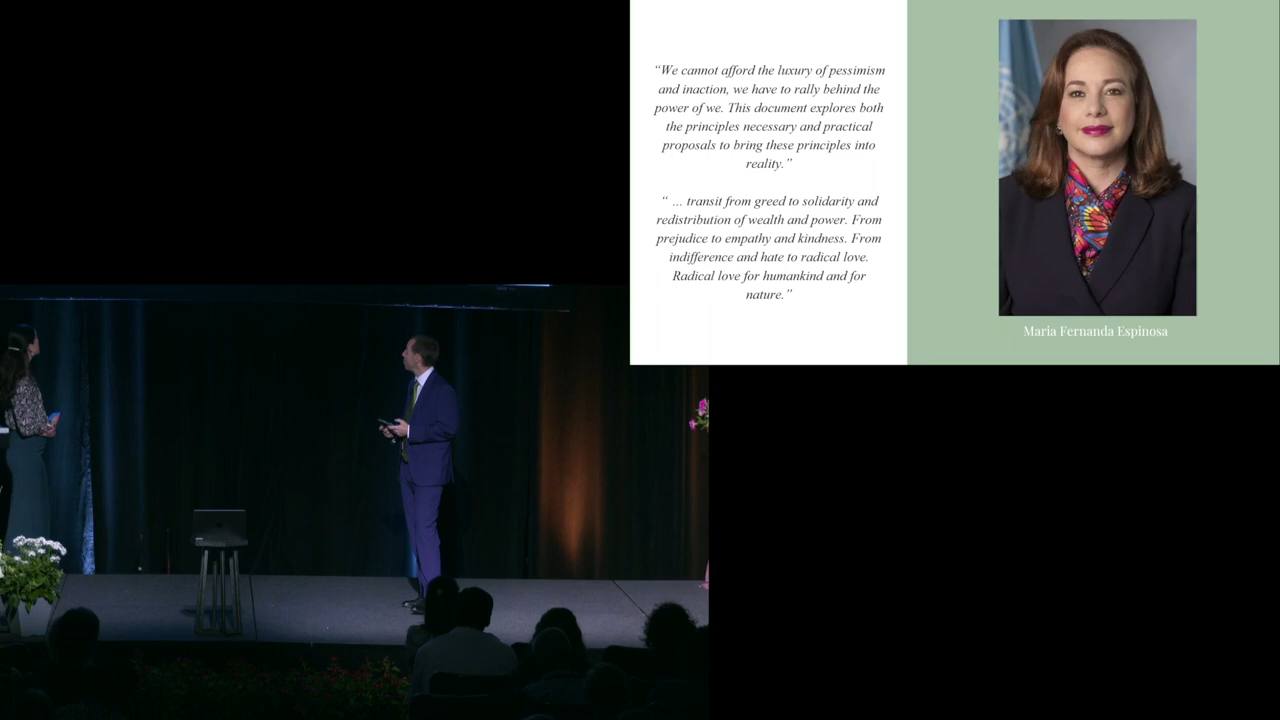 “We cannot afford the luxury of pessimism
and inaction, we have to rally behind the
power of we. This document explores both
the principles necessary and practical
proposals to bring these principles into
reality.”
“ ... transit from greed to solidarity and
redistribution of wealth and power. From
prejudice to empathy and kindness. From
indifference and hate to radical love.
Radical love for humankind and for
nature.”
Maria Fernanda Espinosa